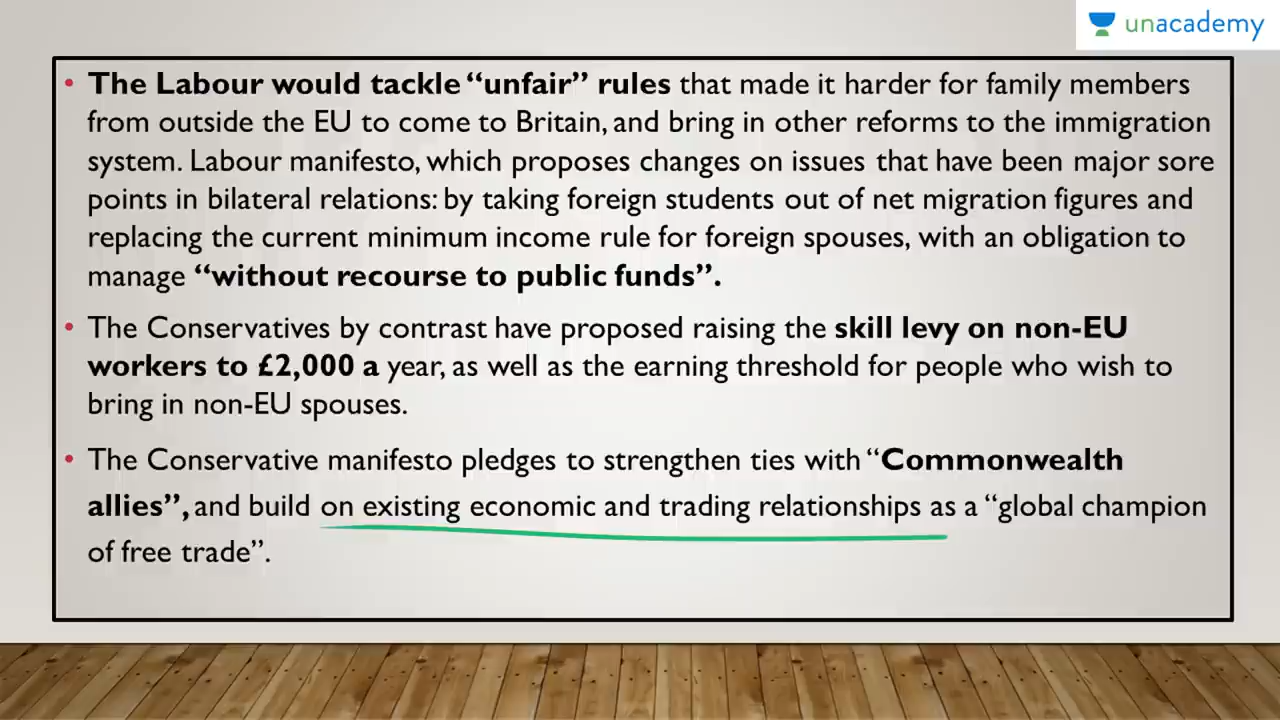 unacademy
• The Labour would tackle “unfair” rules that made it harder for family members
from outside the EU to come to Britain, and bring in other reforms to the immigration
system. Labour manifesto, which proposes changes on issues that have been major sore
points in bilateral relations: by taking foreign students out of net migration figures and
replacing the current minimum income rule for foreign spouses, with an obligation to
manage “without recourse to public funds”.
• The Conservatives by contrast have proposed raising the skill levy on non-EU
workers to £2,000 a year, as well as the earning threshold for people who wish to
bring in non-EU spouses.
• The Conservative manifesto pledges to strengthen ties with “Commonwealth
allies”, and build on existing economic and trading relationships as a “global champion
of free trade”.